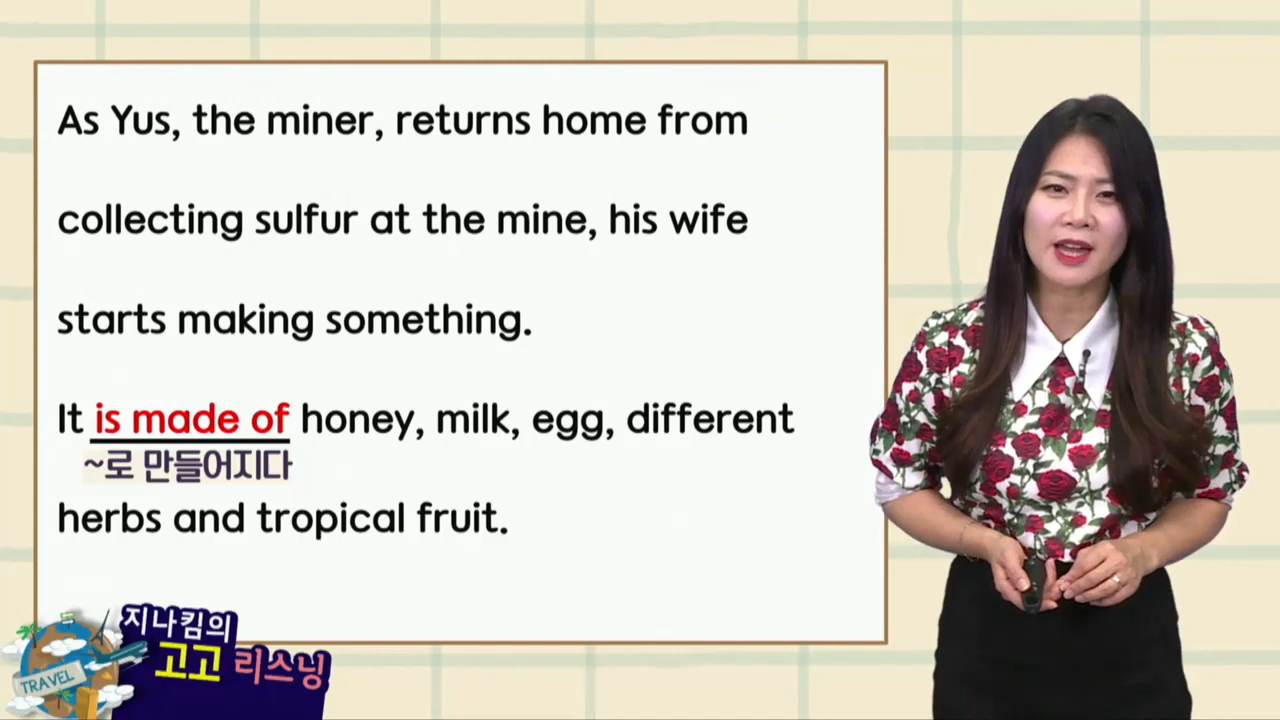 As Yus, the miner, returns home from
collecting sulfur at the mine, his wife
starts making something.
It is made of honey, milk, egg, different
~로 만들어지다
herbs and tropical fruit.
지나킴의
고고 리스닝
TRAVEL